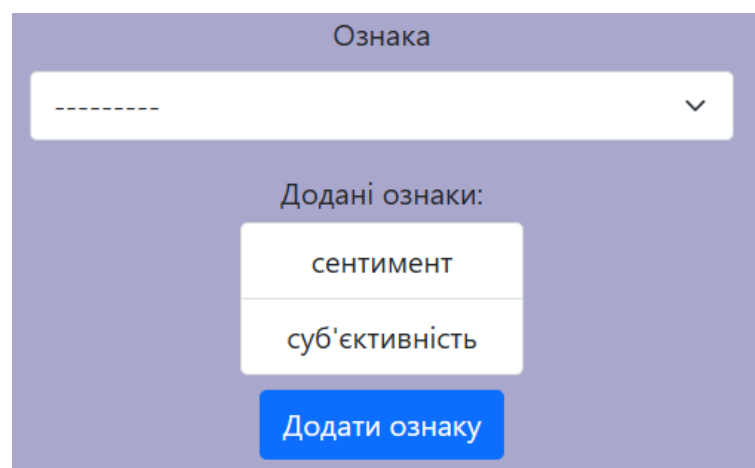 Ознака
---------
Додані ознаки:
сентимент
суб'єктивність
Додати ознаку